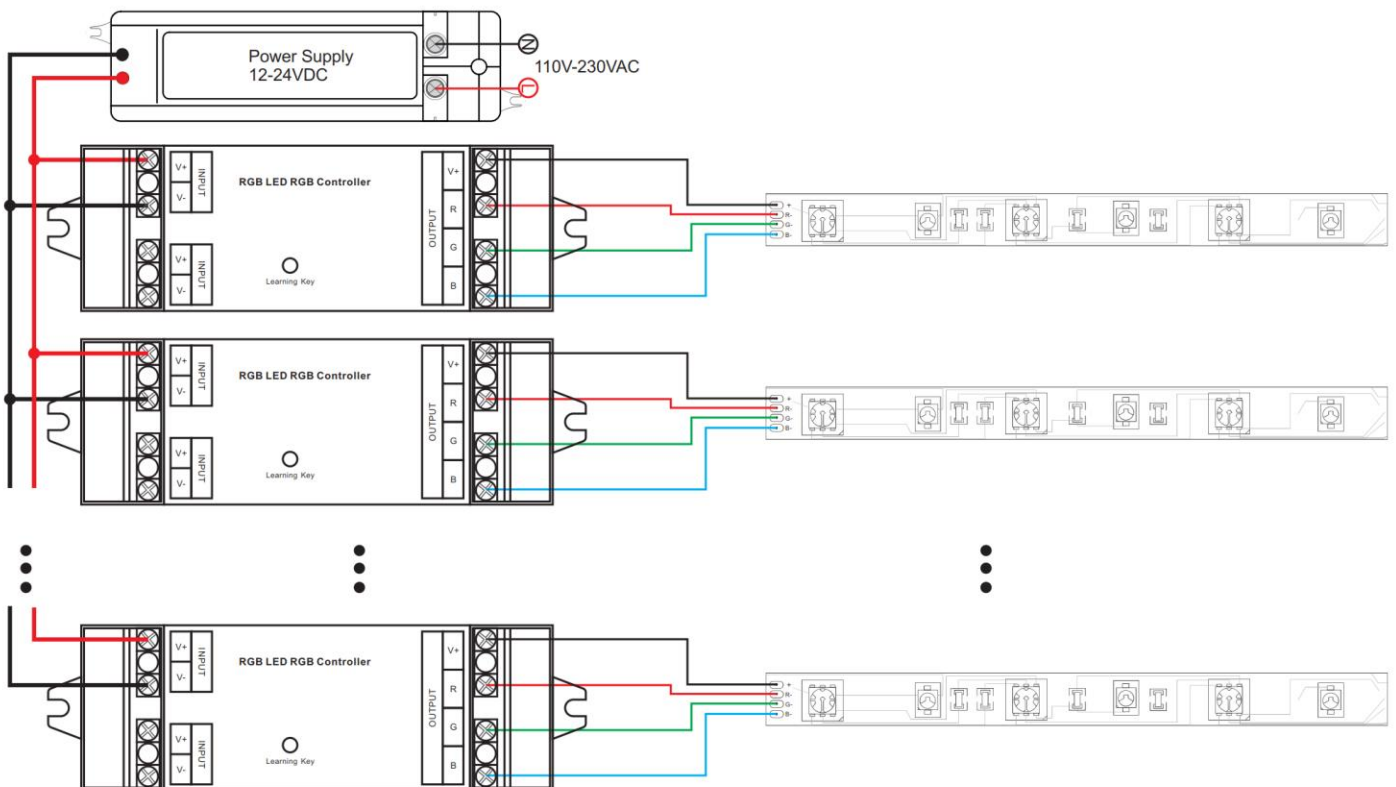 Power Supply
12-24VDC
N
110V-230VAC
L
V+
V-
INPUT
RGB LED RGB Controller
V+
V-
INPUT
Learning Key
OUTPUT
V+
R
G
B
+
R-
G-
B-
V+
V-
INPUT
RGB LED RGB Controller
V+
V-
INPUT
Learning Key
OUTPUT
V+
R
G
B
+
R-
G-
B-
V+
V-
INPUT
RGB LED RGB Controller
V+
V-
INPUT
Learning Key
OUTPUT
V+
R
G
B
+
R-
G-
B-